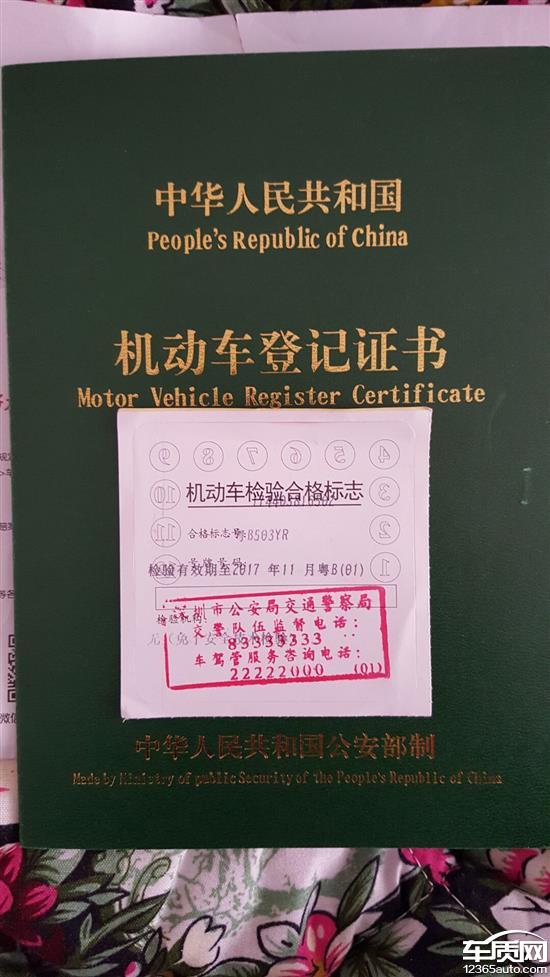 中华人民共和国
People's Republic of China
机动车登记证书
Motor Vehicle Register Certificate
9 8 7 6 5 4
10 3
机动车检验合格标志
11 2
合格标志号:
粤B503YR
1
号牌号码:
检验有效期至2017 年11 月粤B(01)
检验机构:
深圳市公安局交通警察局
交警队伍监督电话:
83333333
车驾管服务咨询电话:
22222000 (01)
中华人民共和国公安部制
Made by Ministry of public Security of the People's Republic of China
车质网
12365auto.com